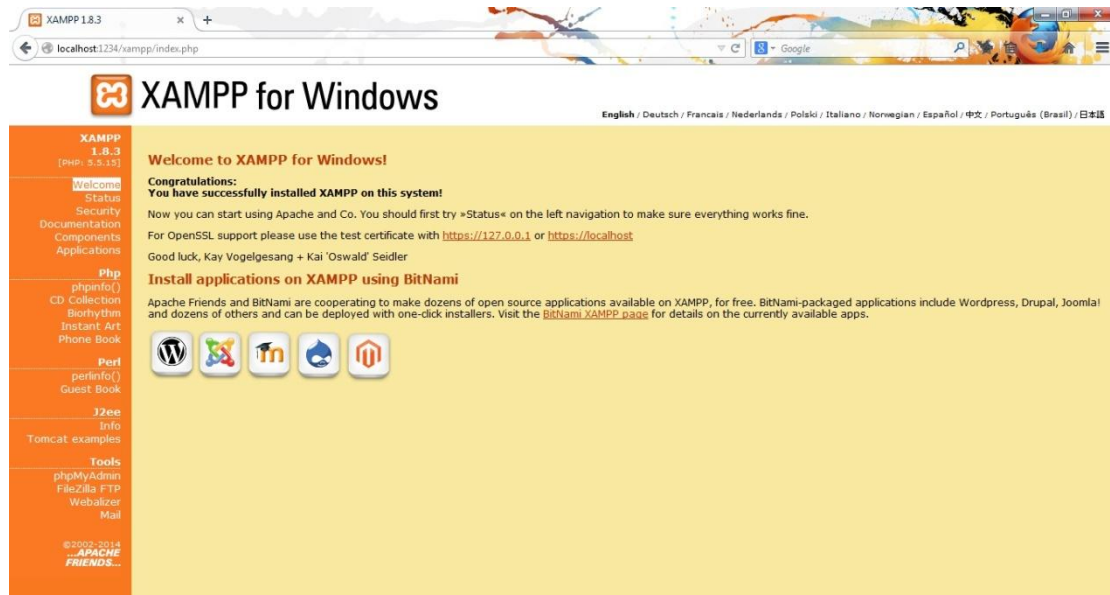 XAMPP 1.8.3
localhost:1234/xampp/index.php
Google
XAMPP for Windows
English / Deutsch / Francais / Nederlands / Polski / Italiano / Norwegian / Español / 中文 / Português (Brasil) / 日本語
XAMPP
1.8.3
[PHP: 5.5.15]
Welcome
Status
Security
Documentation
Components
Applications
Php
phpinfo()
CD Collection
Biorhythm
Instant Art
Phone Book
Perl
perlinfo()
Guest Book
J2ee
Info
Tomcat examples
Tools
phpMyAdmin
FileZilla FTP
Webalizer
Mail
©2002-2014
...APACHE
FRIENDS...
Welcome to XAMPP for Windows!
Congratulations:
You have successfully installed XAMPP on this system!
Now you can start using Apache and Co. You should first try »Status« on the left navigation to make sure everything works fine.
For OpenSSL support please use the test certificate with https://127.0.0.1 or https://localhost
Good luck, Kay Vogelgesang + Kai 'Oswald' Seidler
Install applications on XAMPP using BitNami
Apache Friends and BitNami are cooperating to make dozens of open source applications available on XAMPP, for free. BitNami-packaged applications include Wordpress, Drupal, Joomla!
and dozens of others and can be deployed with one-click installers. Visit the BitNami XAMPP page for details on the currently available apps.